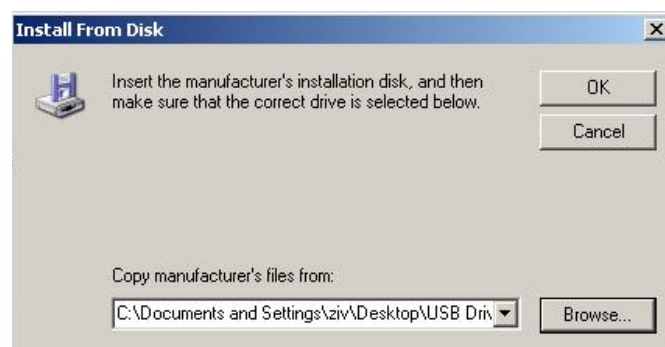 Install From Disk
Insert the manufacturer's installation disk, and then
make sure that the correct drive is selected below.
OK
Cancel
Copy manufacturer's files from:
C:\Documents and Settings\ziv\Desktop\USB Driv
Browse...